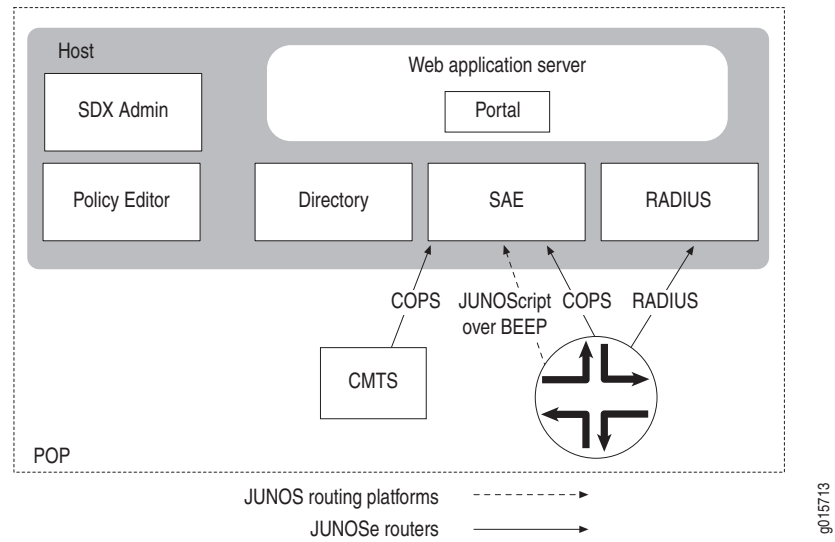 Host
Web application server
SDX Admin
Portal
Policy Editor
Directory
SAE
RADIUS
COPS
JUNOScript
over BEEP
COPS
RADIUS
CMTS
POP
JUNOS routing platforms
JUNOSe routers
g015713